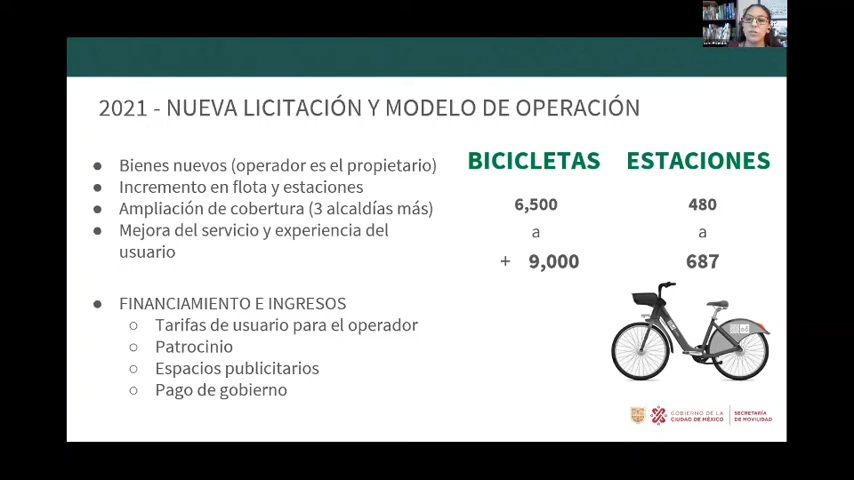 2021 - NUEVA LICITACIÓN Y MODELO DE OPERACIÓN
● Bienes nuevos (operador es el propietario)
● Incremento en flota y estaciones
● Ampliación de cobertura (3 alcaldías más)
● Mejora del servicio y experiencia del
usuario
● FINANCIAMIENTO E INGRESOS
○ Tarifas de usuario para el operador
○ Patrocinio
○ Espacios publicitarios
○ Pago de gobierno
BICICLETAS ESTACIONES
6,500 480
a a
+ 9,000 687
GOBIERNO DE LA
CIUDAD DE MÉXICO
SECRETARÍA
DE MOVILIDAD